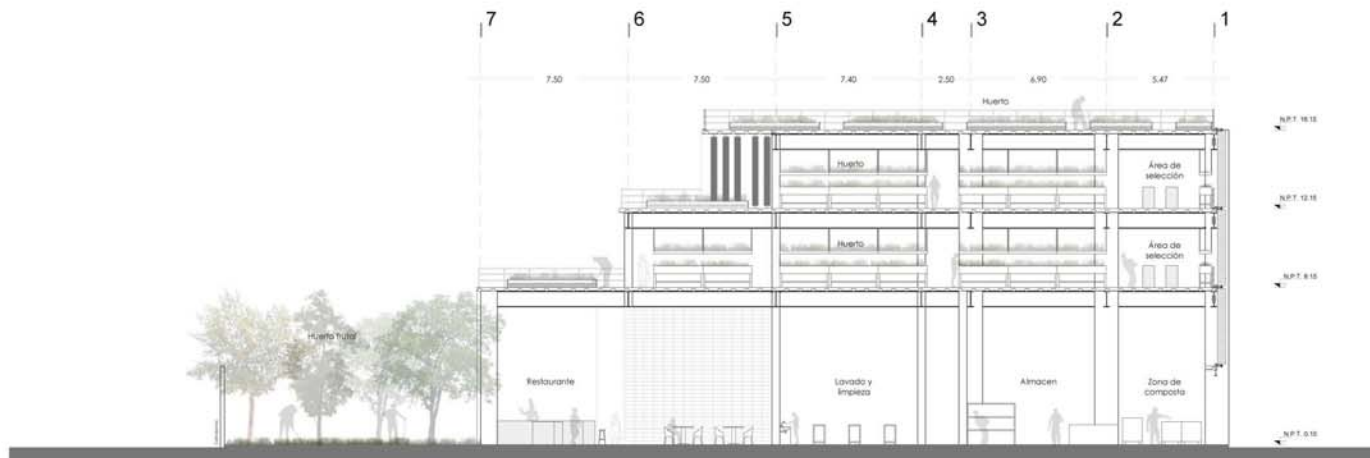 7 6 5 4 3 2 1
7.50 7.50 7.40 2.50 6.90 5.47
Huerto
N.P.T. 16.15
Huerto
Área de
selección
N.P.T. 12.15
Huerto
Área de
selección
N.P.T. 8.15
Huerto frutal
Restaurante
Lavado y
limpieza
Almacen
Zona de
composta
N.P.T. 0.15